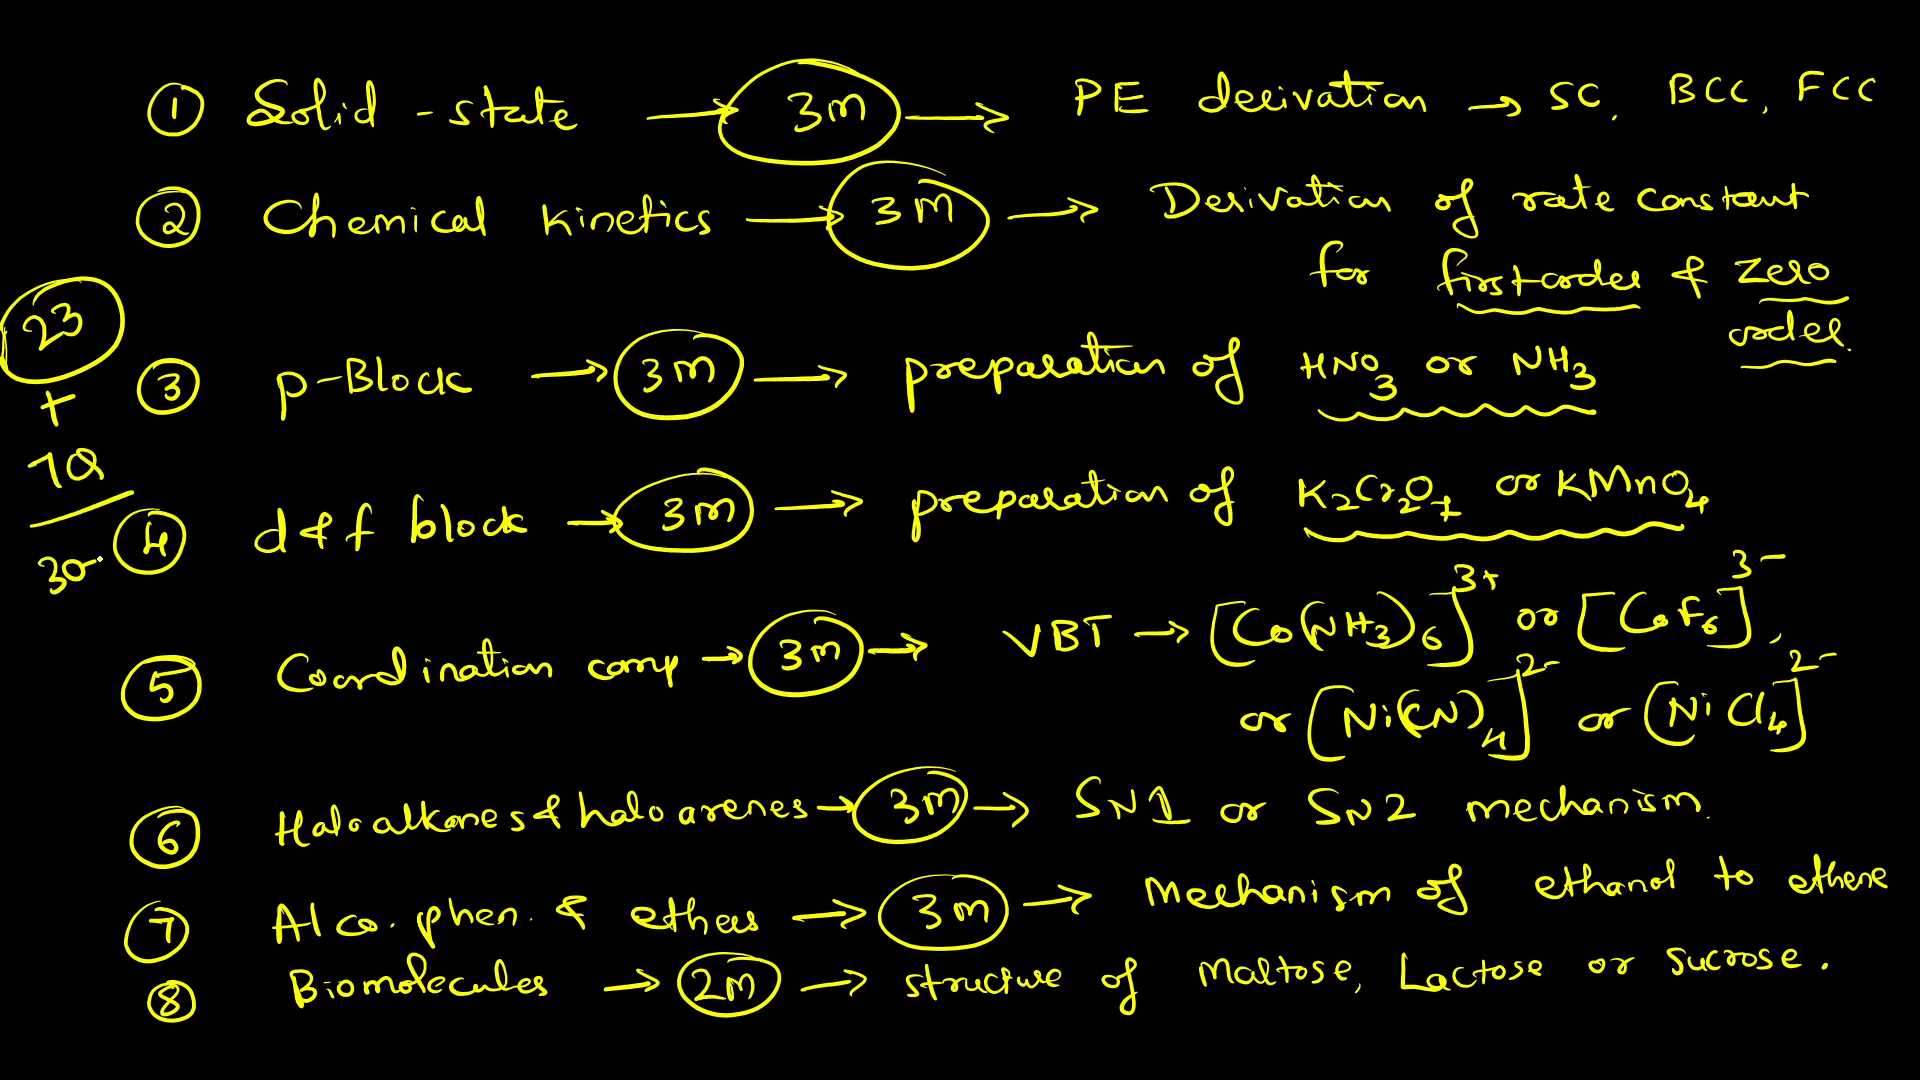 ① Solid-state → 3m → PE derivation → SC, BCC, FCC
② Chemical kinetics → 3m → Derivation of rate constant
for first order & zero
order.
③ p-Block → 3m → preparation of HNO3 or NH3
④ d & f block → 3m → preparation of K2Cr2O7 or KMnO4
⑤ Coordination comp → 3m → VBT → [Co(NH3)6]3+ or [CoF6]3-,
or [Ni(CN)4]2- or [NiCl4]2-
⑥ Haloalkanes & haloarenes → 3m → SN1 or SN2 mechanism.
⑦ Alco. phen. & ethers → 3m → Mechanism of ethanol to ethene
⑧ Biomolecules → 2m → structure of Maltose, Lactose or Sucrose.
23
+
30